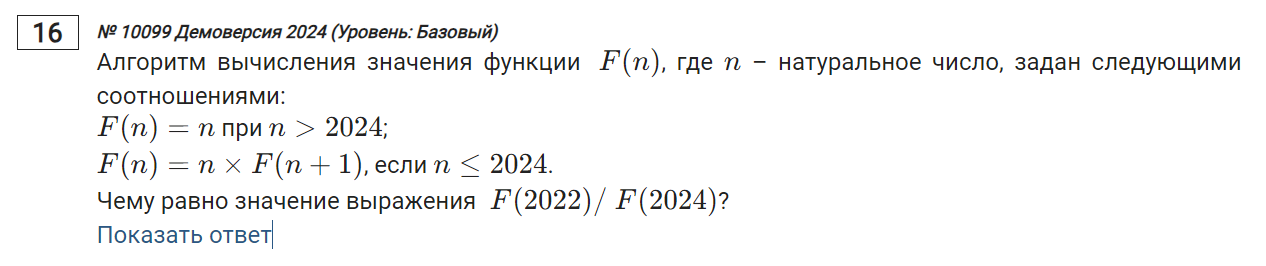 16
№ 10099 Демоверсия 2024 (Уровень: Базовый)
Алгоритм вычисления значения функции F(n), где n – натуральное число, задан следующими
соотношениями:
F(n) = n при n > 2024;
F(n) = n × F(n + 1), если n ≤ 2024.
Чему равно значение выражения F(2022)/ F(2024)?
Показать ответ